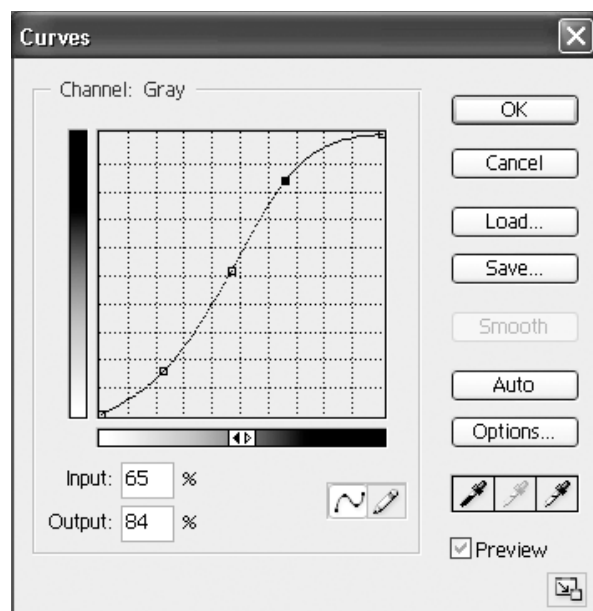 Curves
Channel: Gray
OK
Cancel
Load...
Save...
Smooth
Auto
Options...
Input: 65 %
Output: 84 %
Preview